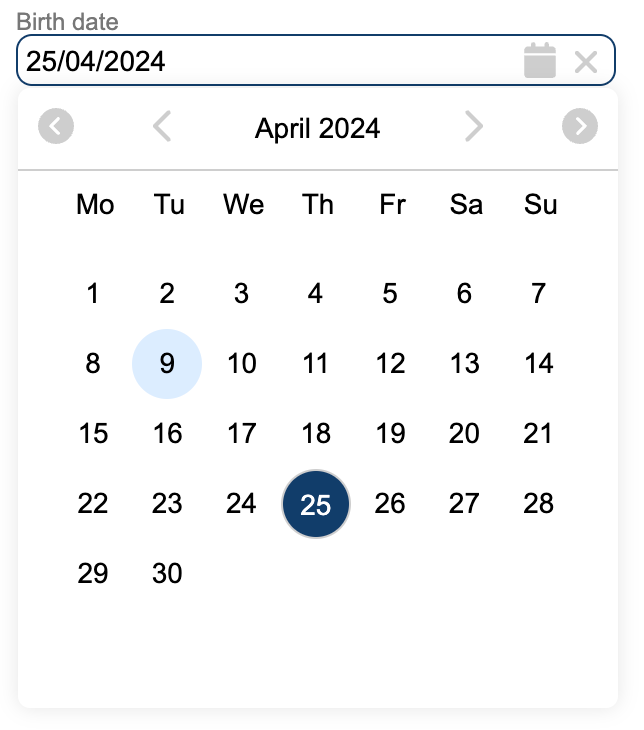 Birth date
25/04/2024
April 2024
Mo Tu We Th Fr Sa Su
1 2 3 4 5 6 7
8 9 10 11 12 13 14
15 16 17 18 19 20 21
22 23 24 25 26 27 28
29 30